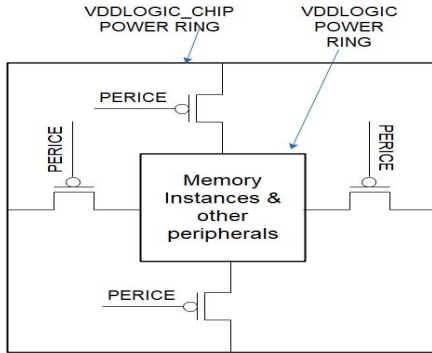 VDDLOGIC_CHIP
POWER RING
VDDLOGIC
POWER
RING
PERICE
PERICE
PERICE
Memory
Instances &
other
peripherals
PERICE